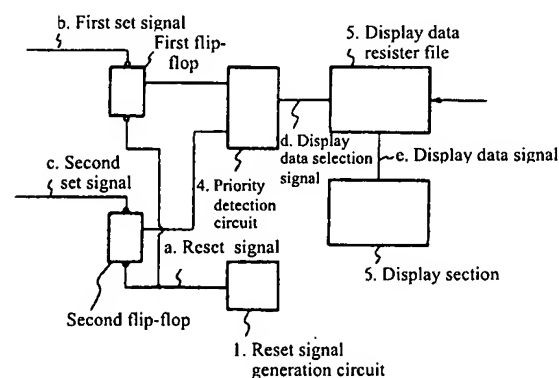 b. First set signal
First flip-
flop
5. Display data
resister file
d. Display
data selection
signal
e. Display data signal
c. Second
set signal
4. Priority
detection
circuit
a. Reset signal
5. Display section
Second flip-flop
1. Reset signal
generation circuit